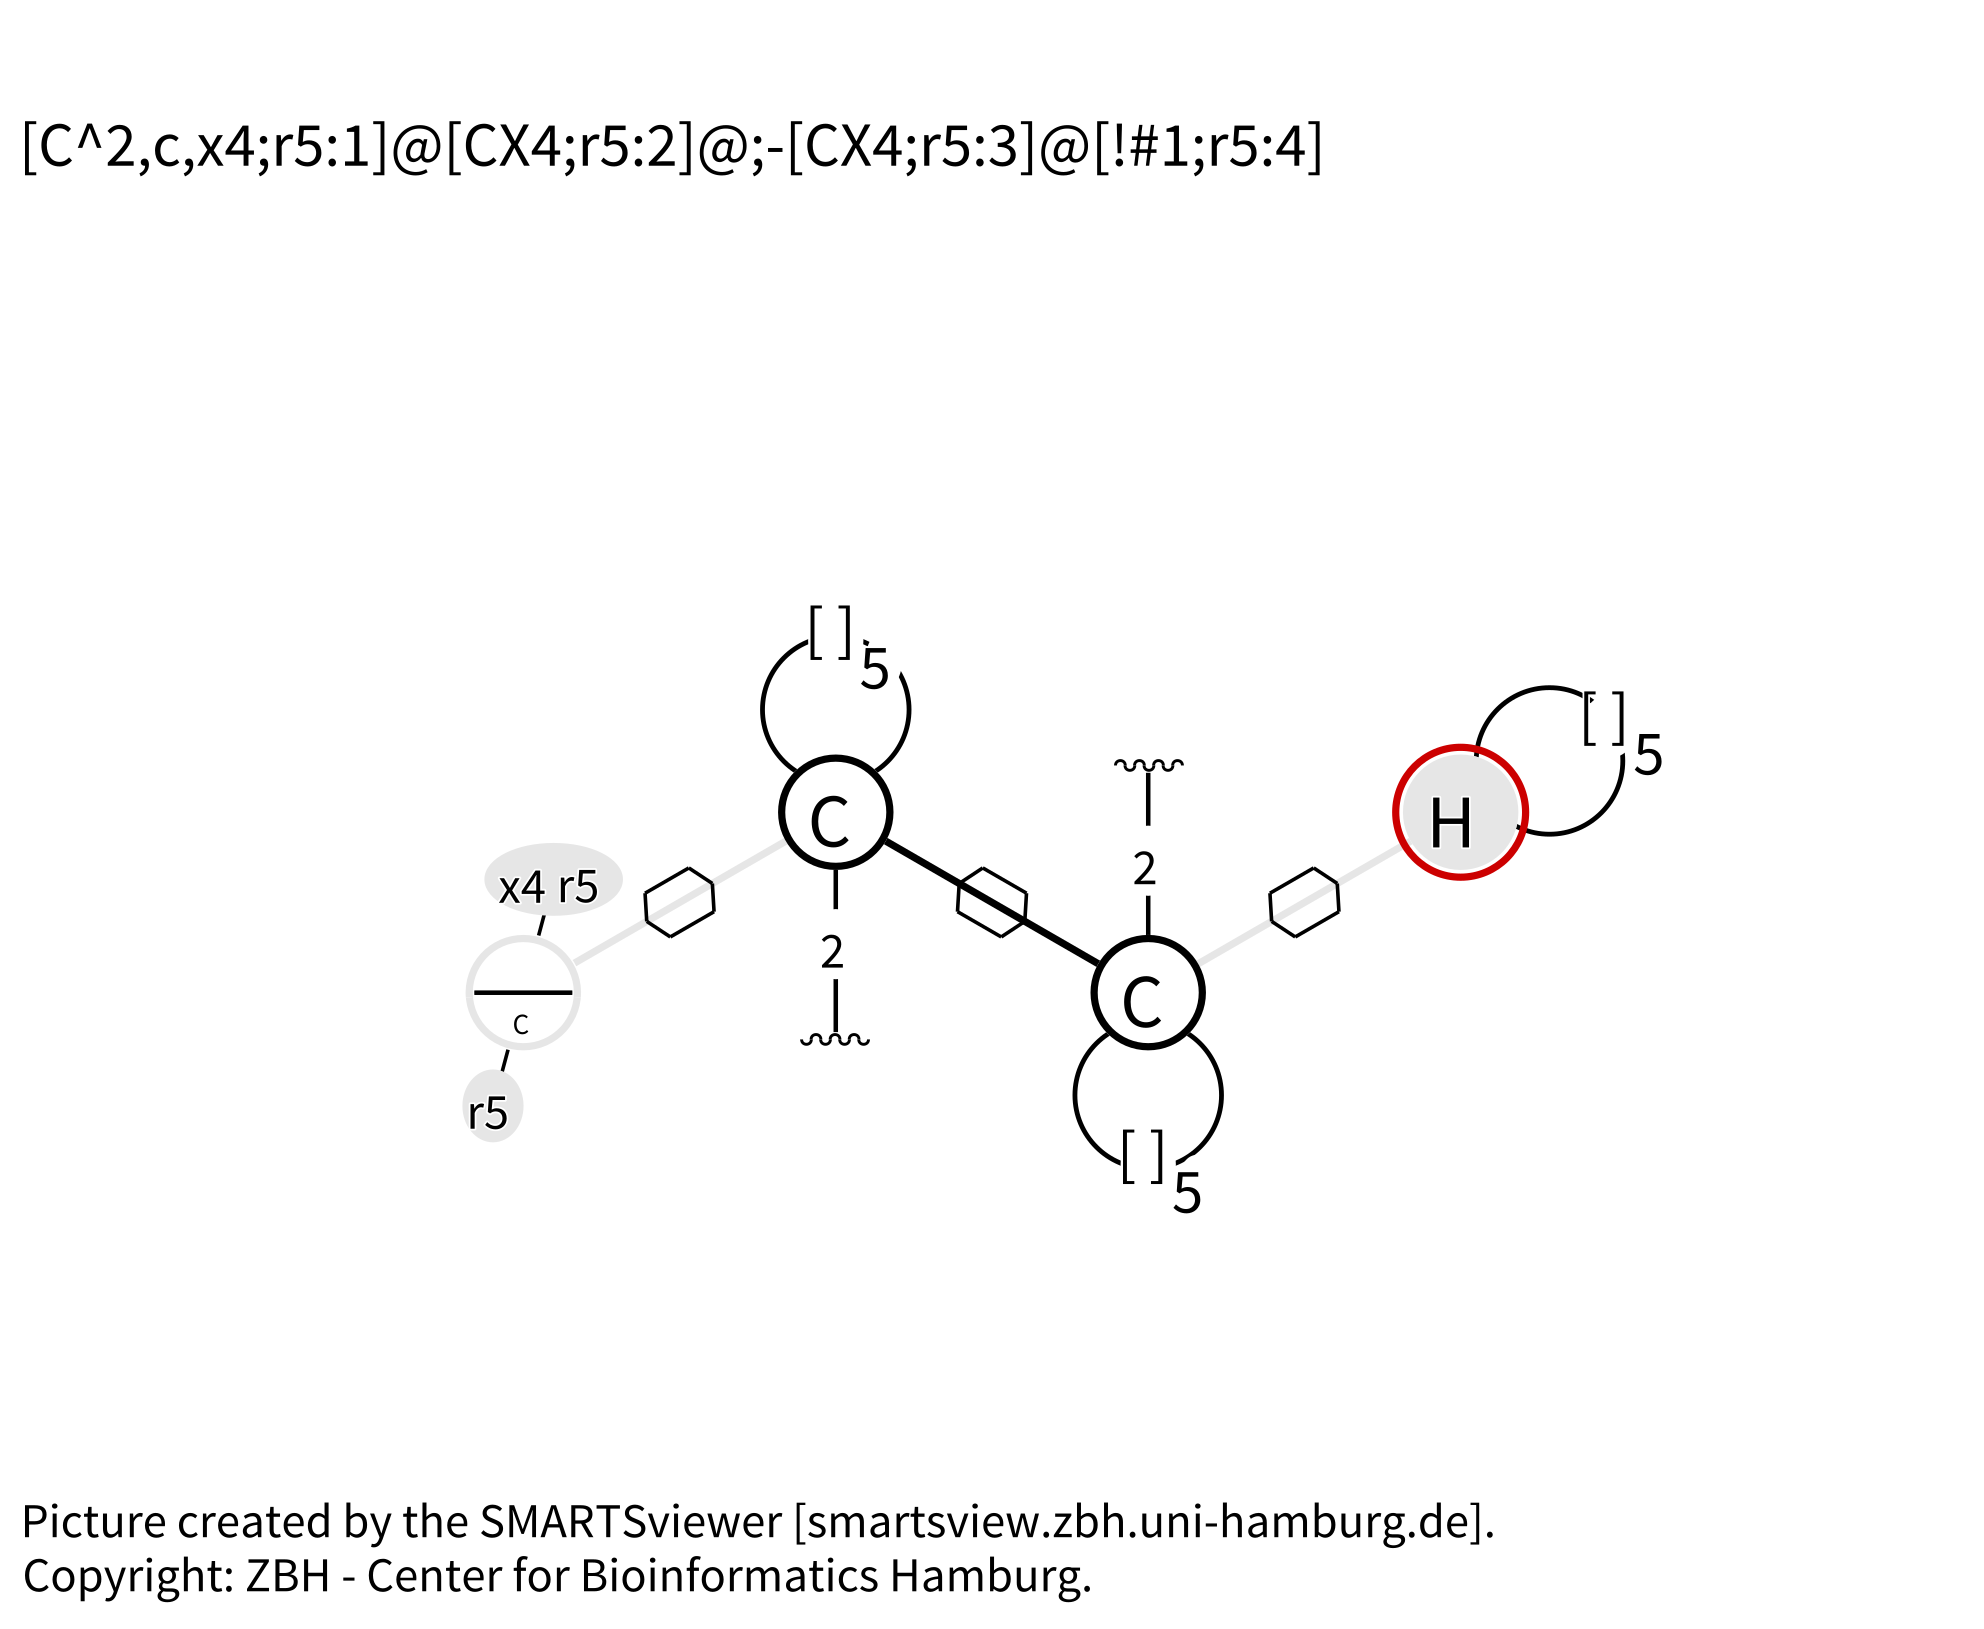 [C^2,c,x4;r5:1]@[CX4;r5:2]@;-[CX4;r5:3]@[!#1;r5:4]
[ ]5
[ ]5
C
H
2
x4 r5
2
C
c
r5
[ ]5
Picture created by the SMARTSviewer [smartsview.zbh.uni-hamburg.de].
Copyright: ZBH - Center for Bioinformatics Hamburg.